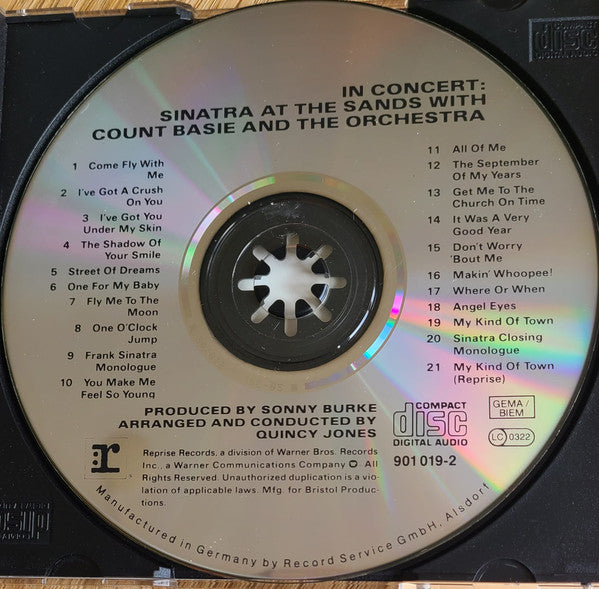 IN CONCERT:
SINATRA AT THE SANDS WITH
COUNT BASIE AND THE ORCHESTRA
1 Come Fly With
Me
2 I've Got A Crush
On You
3 I've Got You
Under My Skin
4 The Shadow Of
Your Smile
5 Street Of Dreams
6 One For My Baby
7 Fly Me To The
Moon
8 One O'Clock
Jump
9 Frank Sinatra
Monologue
10 You Make Me
Feel So Young
11 All Of Me
12 The September
Of My Years
13 Get Me To The
Church On Time
14 It Was A Very
Good Year
15 Don't Worry
'Bout Me
16 Makin' Whoopee!
17 Where Or When
18 Angel Eyes
19 My Kind Of Town
20 Sinatra Closing
Monologue
21 My Kind Of Town
(Reprise)
PRODUCED BY SONNY BURKE
ARRANGED AND CONDUCTED BY
QUINCY JONES
:r
Reprise Records, a division of Warner Bros. Records
Inc., a Warner Communications Company ℗ All
Rights Reserved. Unauthorized duplication is a vio-
lation of applicable laws. Mfg. for Bristol Produc-
tions.
COMPACT
disc
DIGITAL AUDIO
901 019-2
GEMA/
BIEM
LC 0322
Manufactured in Germany by Record Service GmbH, Alsdorf
disc
disc